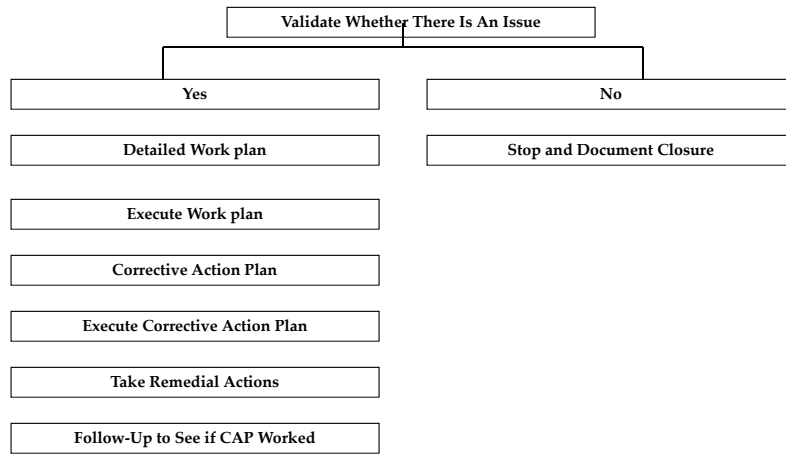 Validate Whether There Is An Issue
Yes
No
Detailed Work plan
Stop and Document Closure
Execute Work plan
Corrective Action Plan
Execute Corrective Action Plan
Take Remedial Actions
Follow-Up to See if CAP Worked